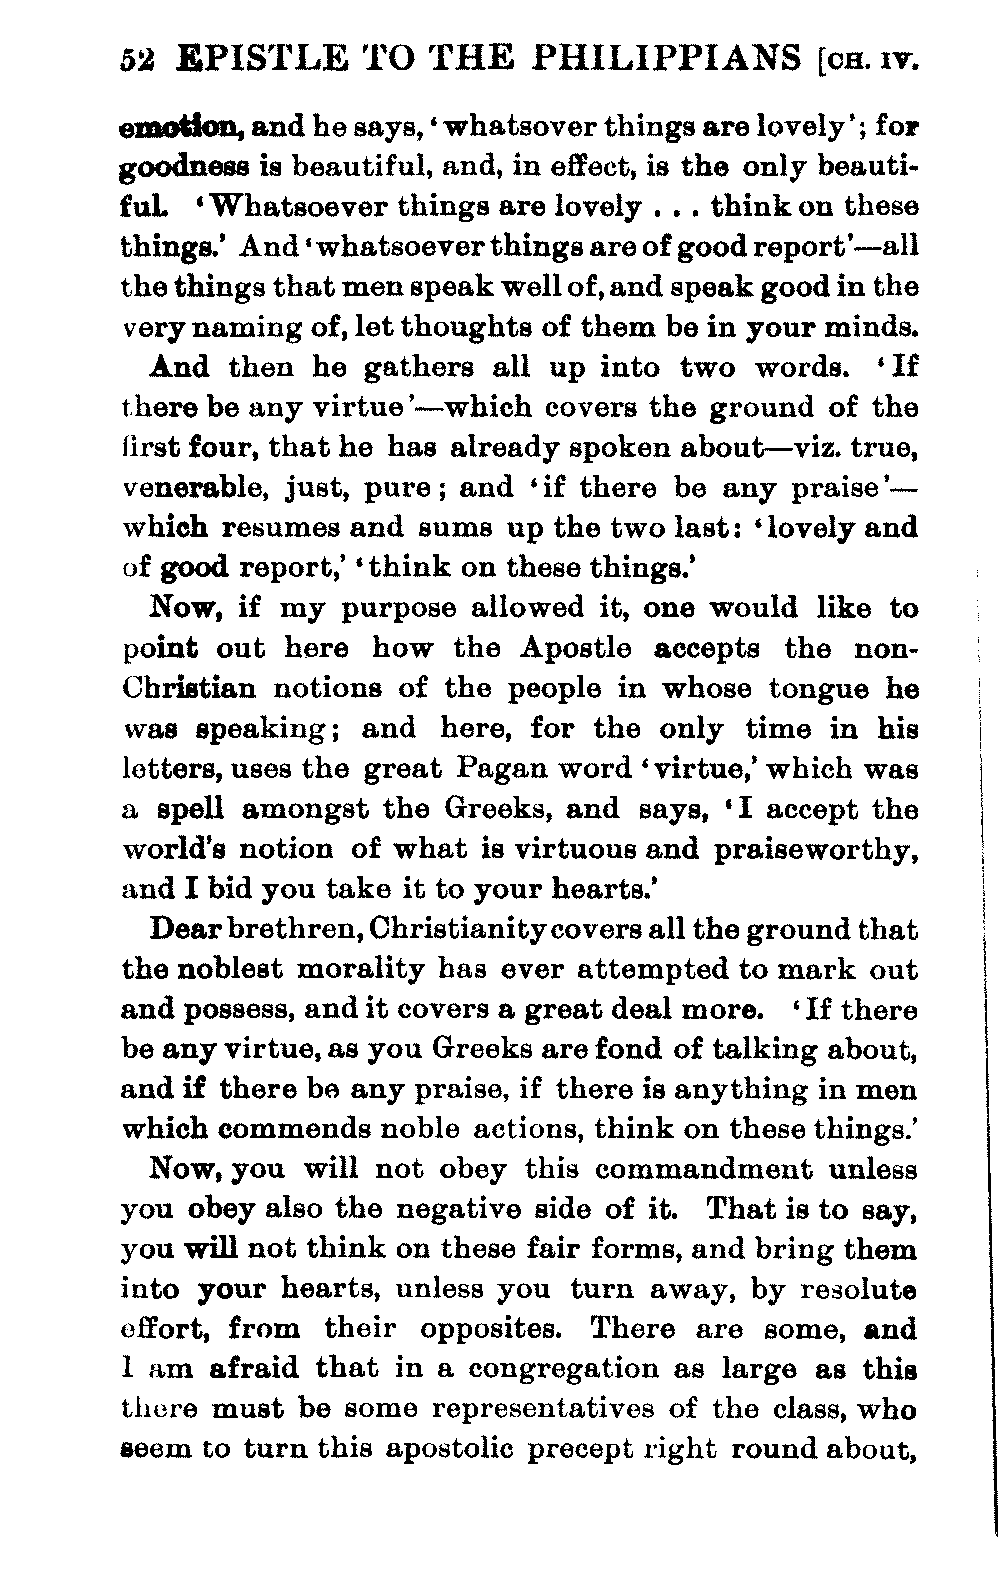 52 EPISTLE TO THE PHILIPPIANS [CH. IV.
emotion, and he says, ‘whatsover things are lovely’; for
goodness is beautiful, and, in effect, is the only beauti-
ful. ‘Whatsoever things are lovely . . . think on these
things.’ And ‘whatsoever things are of good report’—all
the things that men speak well of, and speak good in the
very naming of, let thoughts of them be in your minds.
And then he gathers all up into two words. ‘If
there be any virtue’—which covers the ground of the
first four, that he has already spoken about—viz. true,
venerable, just, pure; and ‘if there be any praise’—
which resumes and sums up the two last: ‘lovely and
of good report,’ ‘think on these things.’
Now, if my purpose allowed it, one would like to
point out here how the Apostle accepts the non-
Christian notions of the people in whose tongue he
was speaking; and here, for the only time in his
letters, uses the great Pagan word ‘virtue,’ which was
a spell amongst the Greeks, and says, ‘I accept the
world’s notion of what is virtuous and praiseworthy,
and I bid you take it to your hearts.’
Dear brethren, Christianity covers all the ground that
the noblest morality has ever attempted to mark out
and possess, and it covers a great deal more. ‘If there
be any virtue, as you Greeks are fond of talking about,
and if there be any praise, if there is anything in men
which commends noble actions, think on these things.’
Now, you will not obey this commandment unless
you obey also the negative side of it. That is to say,
you will not think on these fair forms, and bring them
into your hearts, unless you turn away, by resolute
effort, from their opposites. There are some, and
I am afraid that in a congregation as large as this
there must be some representatives of the class, who
seem to turn this apostolic precept right round about,